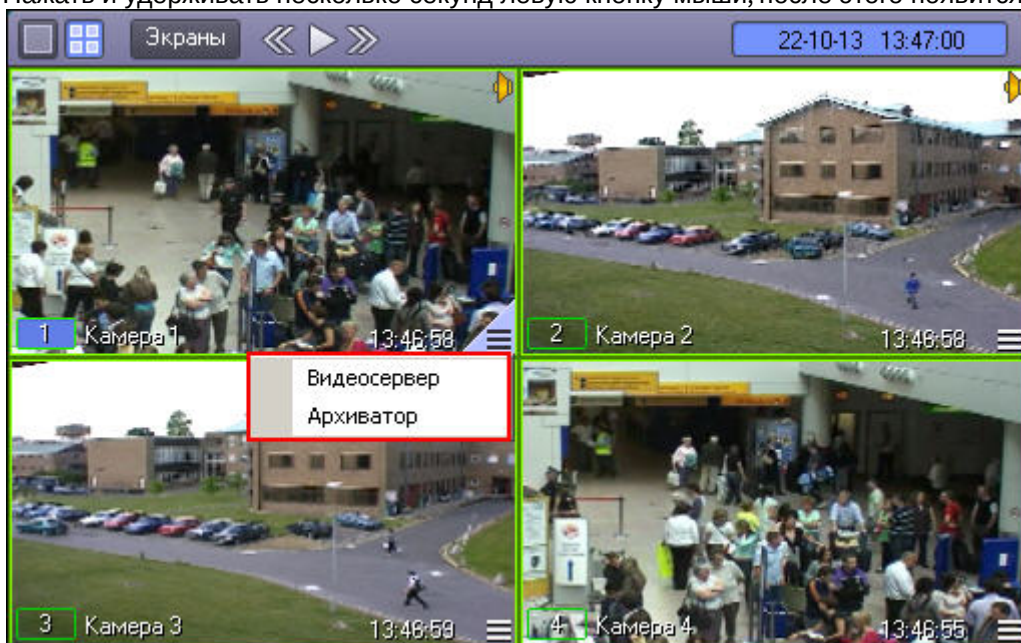 Нажать и удерживать несколько секунд левую кнопку мыши, после этого появится
Экраны
22-10-13 13:47:00
1 Камера 1 13:46:58
2 Камера 2 13:46:58
Видеосервер
Архиватор
3 Камера 3 13:46:59
4 Камера 4 13:46:55